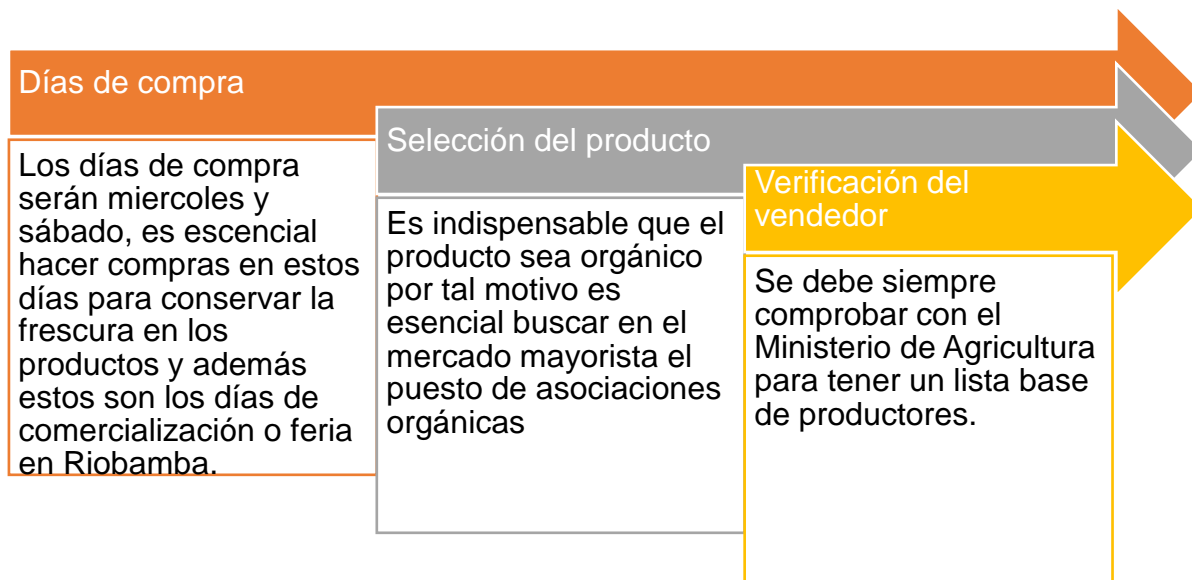 Días de compra
Los días de compra
serán miercoles y
sábado, es escencial
hacer compras en estos
días para conservar la
frescura en los
productos y además
estos son los días de
comercialización o feria
en Riobamba.
Selección del producto
Es indispensable que el
producto sea orgánico
por tal motivo es
esencial buscar en el
mercado mayorista el
puesto de asociaciones
orgánicas
Verificación del
vendedor
Se debe siempre
comprobar con el
Ministerio de Agricultura
para tener un lista base
de productores.